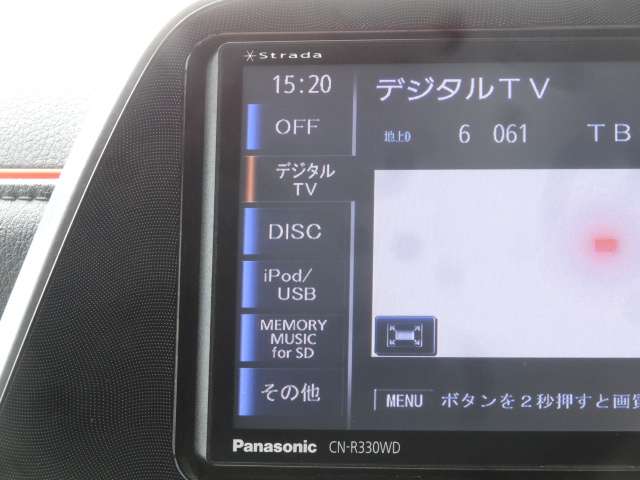 Strada
15:20
デジタルTV
OFF
地上D 6 061 TB
デジタル
TV
DISC
iPod/
USB
MEMORY
MUSIC
for SD
その他
MENU ボタンを2秒押すと画質
Panasonic CN-R330WD